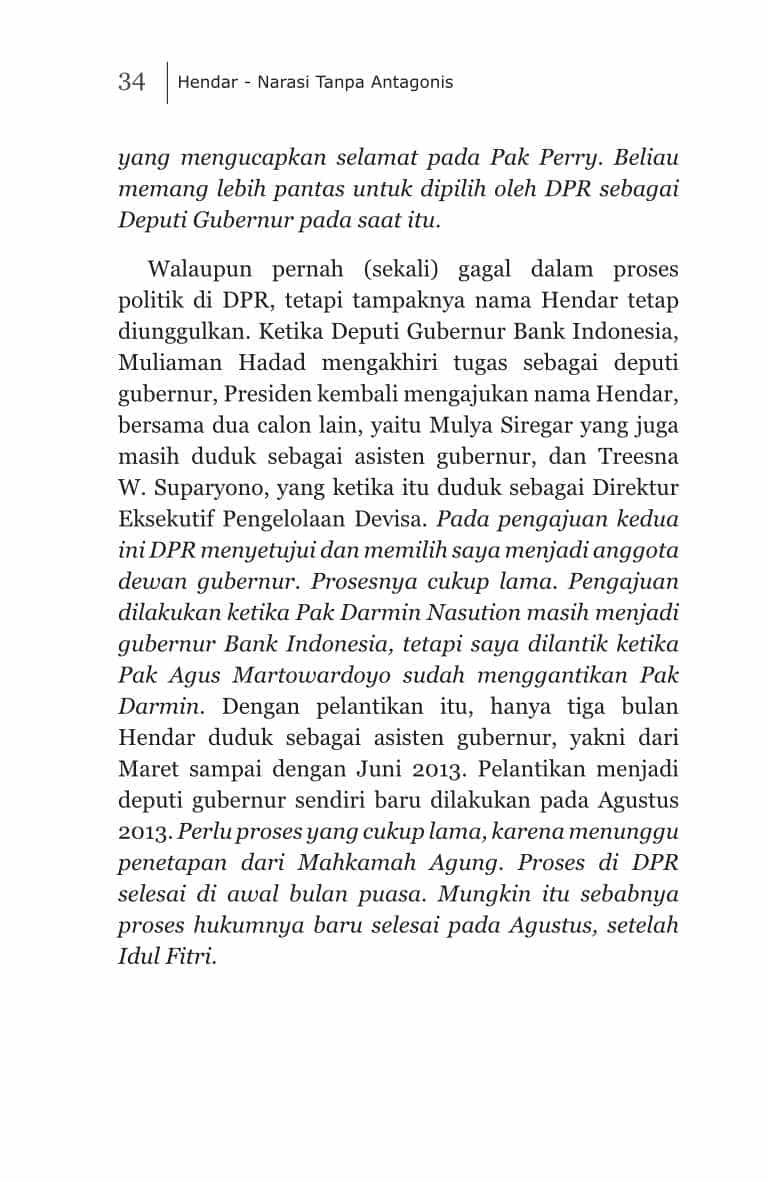 34 Hendar - Narasi Tanpa Antagonis
yang mengucapkan selamat pada Pak Perry. Beliau
memang lebih pantas untuk dipilih oleh DPR sebagai
Deputi Gubernur pada saat itu.
Walaupun pernah (sekali) gagal dalam proses
politik di DPR, tetapi tampaknya nama Hendar tetap
diunggulkan. Ketika Deputi Gubernur Bank Indonesia,
Muliaman Hadad mengakhiri tugas sebagai deputi
gubernur, Presiden kembali mengajukan nama Hendar,
bersama dua calon lain, yaitu Mulya Siregar yang juga
masih duduk sebagai asisten gubernur, dan Treesna
W. Suparyono, yang ketika itu duduk sebagai Direktur
Eksekutif Pengelolaan Devisa. Pada pengajuan kedua
ini DPR menyetujui dan memilih saya menjadi anggota
dewan gubernur. Prosesnya cukup lama. Pengajuan
dilakukan ketika Pak Darmin Nasution masih menjadi
gubernur Bank Indonesia, tetapi saya dilantik ketika
Pak Agus Martowardoyo sudah menggantikan Pak
Darmin. Dengan pelantikan itu, hanya tiga bulan
Hendar duduk sebagai asisten gubernur, yakni dari
Maret sampai dengan Juni 2013. Pelantikan menjadi
deputi gubernur sendiri baru dilakukan pada Agustus
2013. Perlu proses yang cukup lama, karena menunggu
penetapan dari Mahkamah Agung. Proses di DPR
selesai di awal bulan puasa. Mungkin itu sebabnya
proses hukumnya baru selesai pada Agustus, setelah
Idul Fitri.